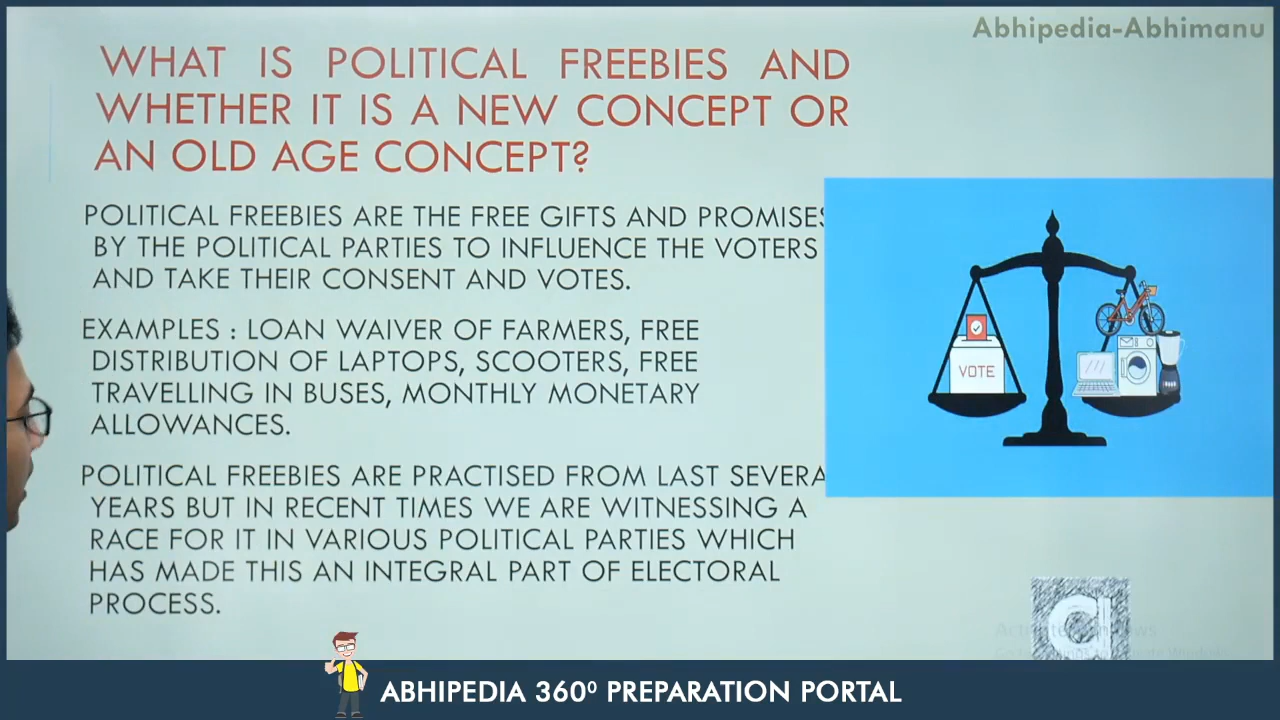 Abhipedia-Abhimanu
WHAT IS POLITICAL FREEBIES AND
WHETHER IT IS A NEW CONCEPT OR
AN OLD AGE CONCEPT?
POLITICAL FREEBIES ARE THE FREE GIFTS AND PROMISES
BY THE POLITICAL PARTIES TO INFLUENCE THE VOTERS
AND TAKE THEIR CONSENT AND VOTES.
EXAMPLES : LOAN WAIVER OF FARMERS, FREE
DISTRIBUTION OF LAPTOPS, SCOOTERS, FREE
TRAVELLING IN BUSES, MONTHLY MONETARY
ALLOWANCES.
VOTE
POLITICAL FREEBIES ARE PRACTISED FROM LAST SEVERA
YEARS BUT IN RECENT TIMES WE ARE WITNESSING A
RACE FOR IT IN VARIOUS POLITICAL PARTIES WHICH
HAS MADE THIS AN INTEGRAL PART OF ELECTORAL
PROCESS.
ABHIPEDIA 360⁰ PREPARATION PORTAL